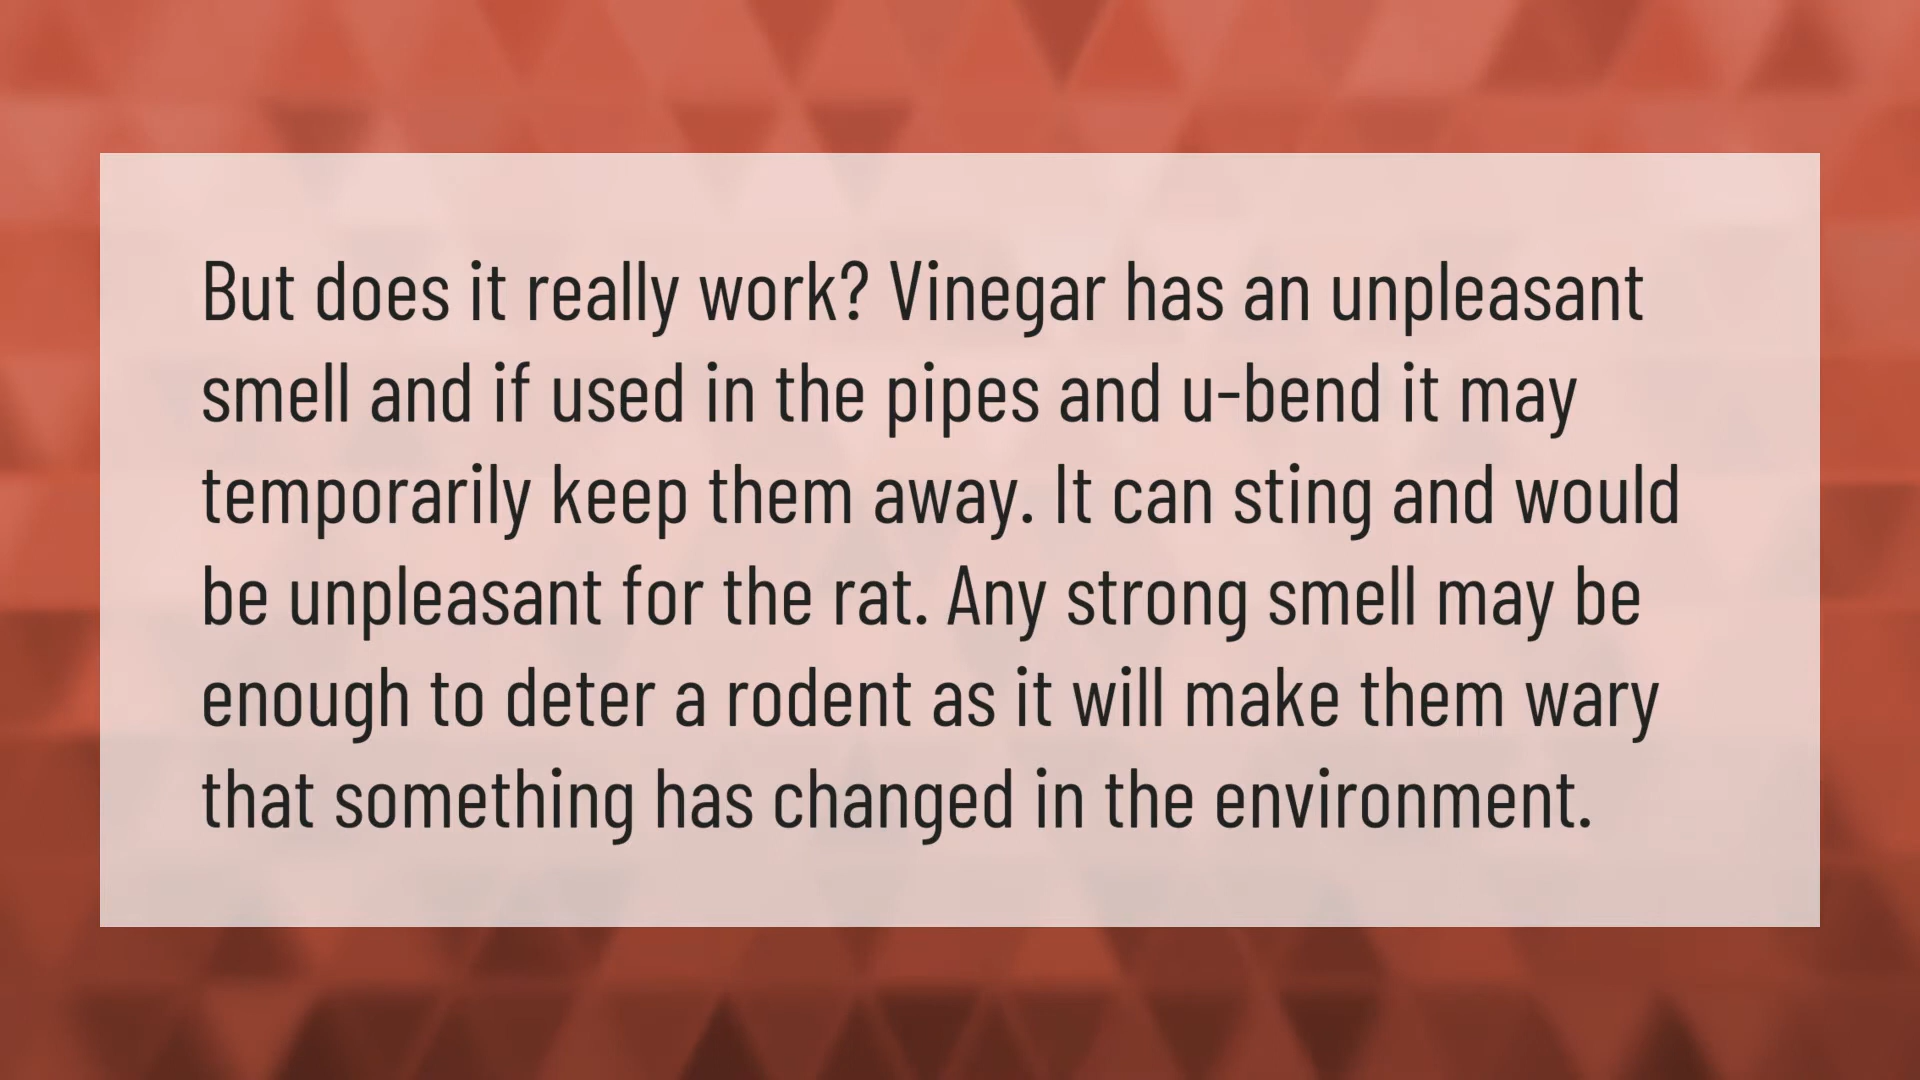 But does it really work? Vinegar has an unpleasant
smell and if used in the pipes and u-bend it may
temporarily keep them away. It can sting and would
be unpleasant for the rat. Any strong smell may be
enough to deter a rodent as it will make them wary
that something has changed in the environment.